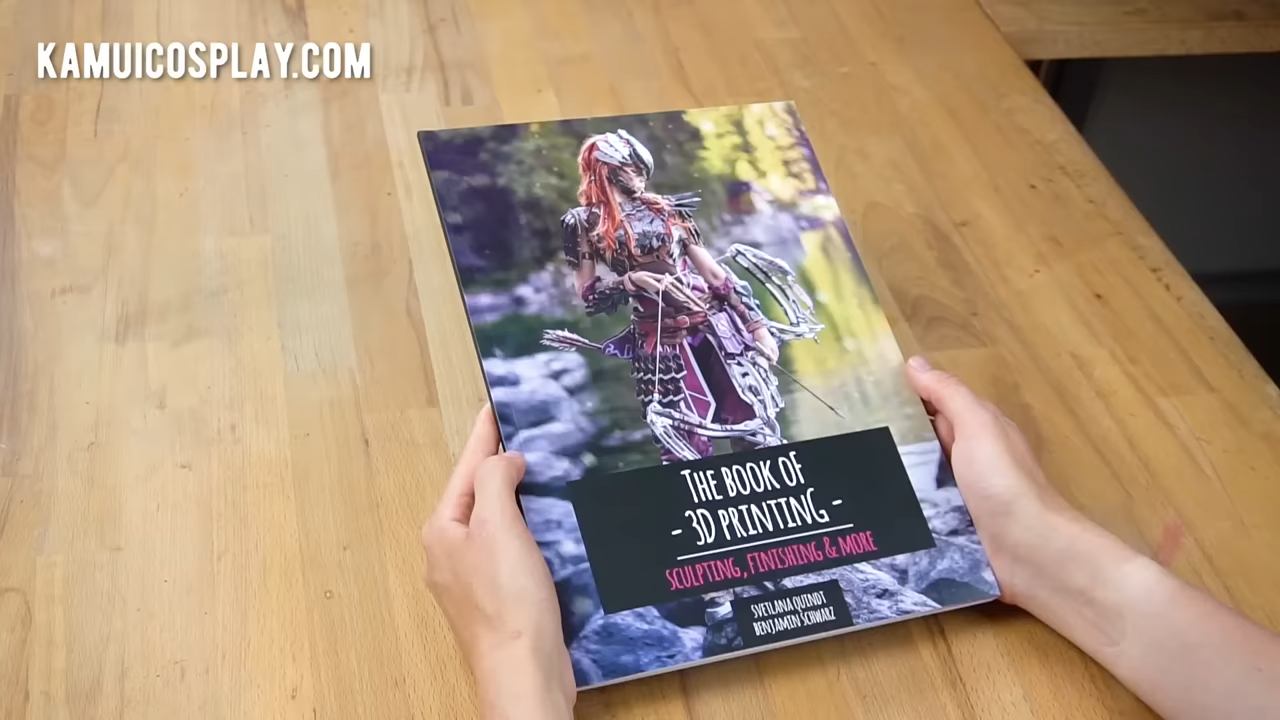 KAMUICOSPLAY.COM
THE BOOK OF
- 3D PRINTING -
SCULPTING, FINISHING & MORE
SVETLANA QUINDT
BENJAMIN SCHWARZ